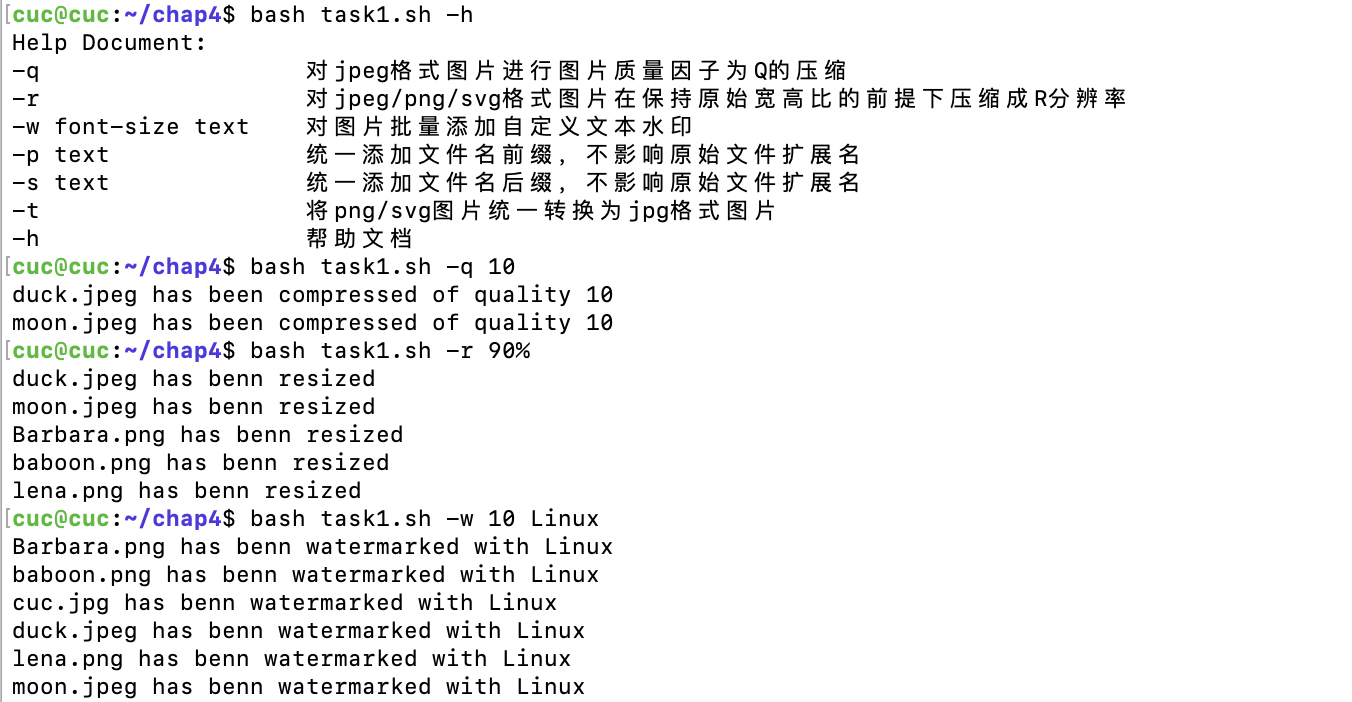 [cuc@cuc:~/chap4$ bash task1.sh -h
Help Document:
-q                   对jpeg格式图片进行图片质量因子为Q的压缩
-r                   对jpeg/png/svg格式图片在保持原始宽高比的前提下压缩成R分辨率
-w font-size text    对图片批量添加自定义文本水印
-p text              统一添加文件名前缀，不影响原始文件扩展名
-s text              统一添加文件名后缀，不影响原始文件扩展名
-t                   将png/svg图片统一转换为jpg格式图片
-h                   帮助文档
[cuc@cuc:~/chap4$ bash task1.sh -q 10
duck.jpeg has been compressed of quality 10
moon.jpeg has been compressed of quality 10
[cuc@cuc:~/chap4$ bash task1.sh -r 90%
duck.jpeg has benn resized
moon.jpeg has benn resized
Barbara.png has benn resized
baboon.png has benn resized
lena.png has benn resized
[cuc@cuc:~/chap4$ bash task1.sh -w 10 Linux
Barbara.png has benn watermarked with Linux
baboon.png has benn watermarked with Linux
cuc.jpg has benn watermarked with Linux
duck.jpeg has benn watermarked with Linux
lena.png has benn watermarked with Linux
moon.jpeg has benn watermarked with Linux